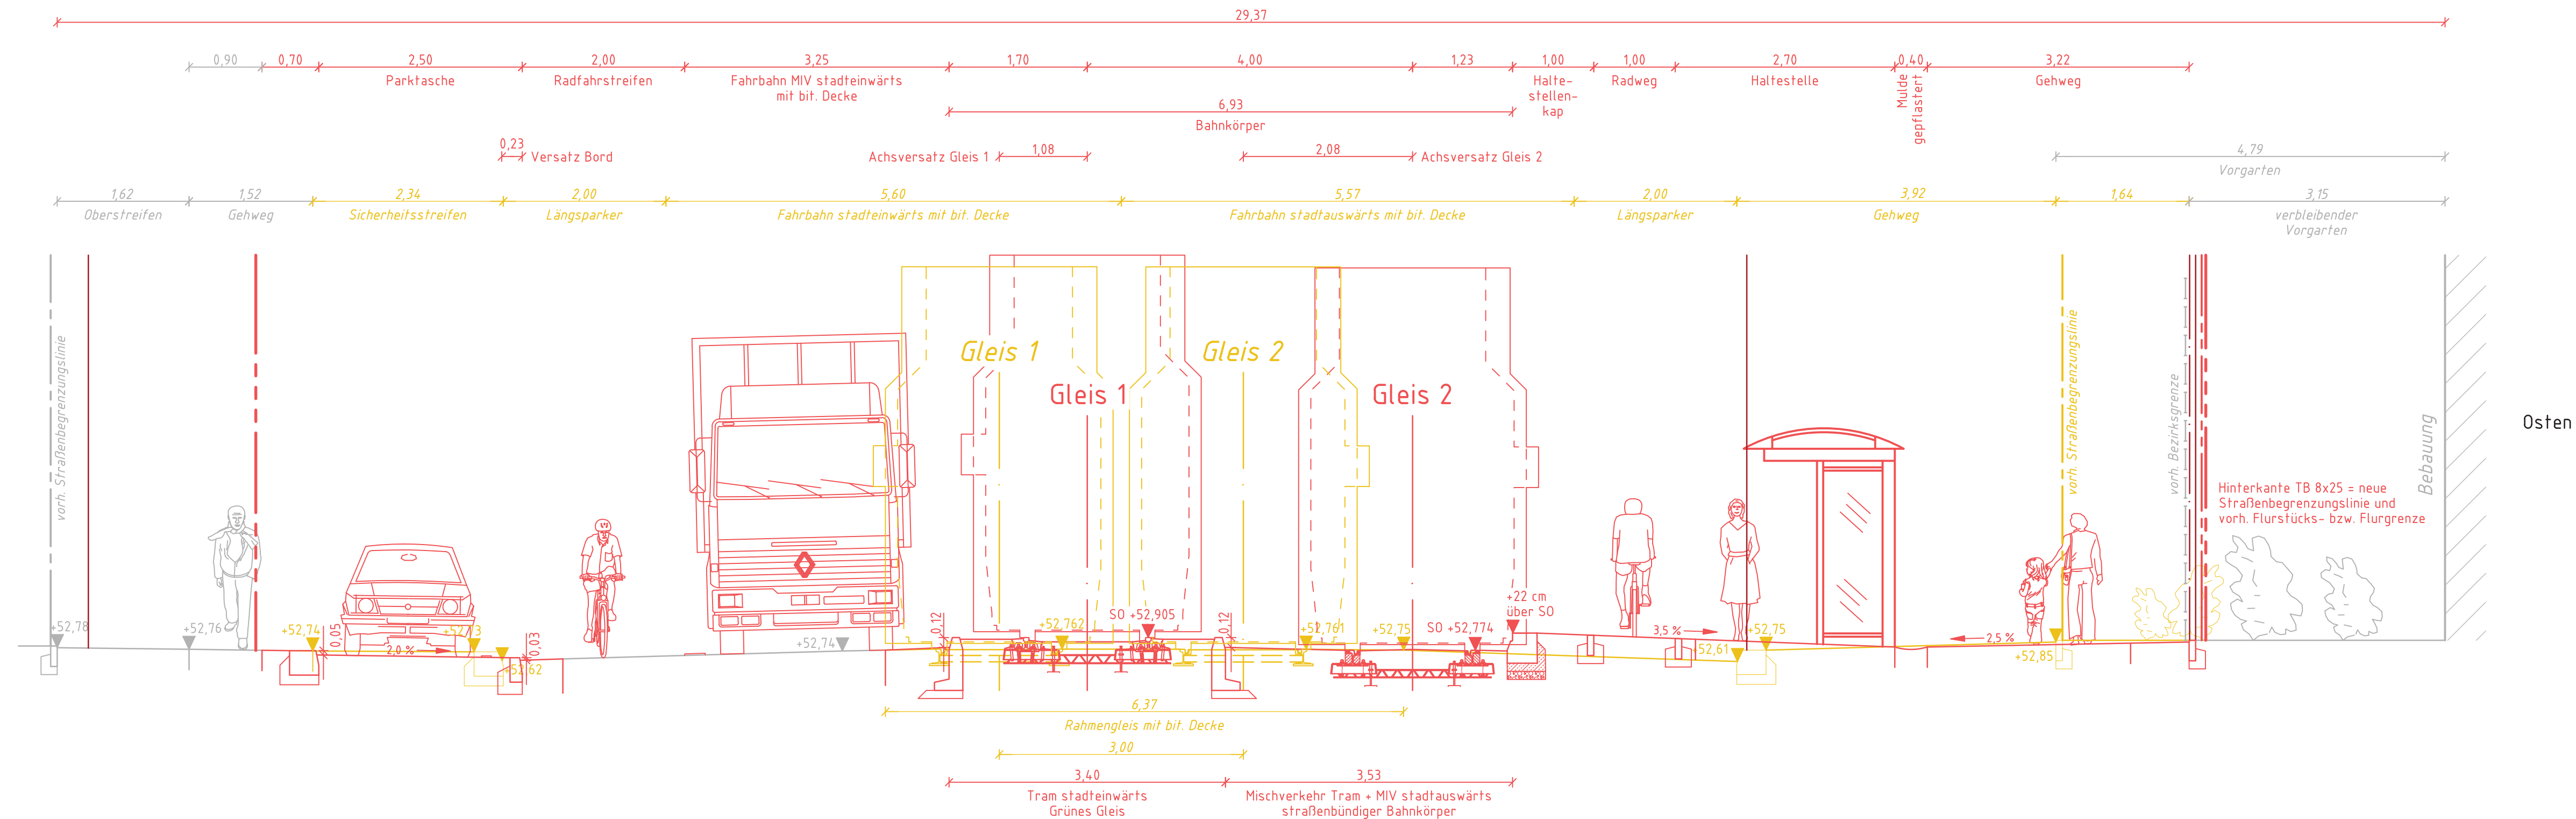 29,37
0,90 0,70 2,50 2,00 3,25 1,70 4,00 1,23 1,00 1,00 2,70 0,40 3,22
Parktasche Radfahrstreifen Fahrbahn MIV stadteinwärts Halte- Radweg Haltestelle Gehweg
mit bit. Decke stellen-
kap
Mulde
gepflastert
6,93
Bahnkörper
0,23
Versatz Bord
Achsversatz Gleis 1 1,08 2,08 Achsversatz Gleis 2
4,79
Vorgarten
1,62 1,52 2,34 2,00 5,60 5,57 2,00 3,92 1,64 3,15
Oberstreifen Gehweg Sicherheitsstreifen Längsparker Fahrbahn stadteinwärts mit bit. Decke Fahrbahn stadtauswärts mit bit. Decke Längsparker Gehweg verbleibender
Vorgarten
vorh. Straßenbegrenzungslinie
Gleis 1
Gleis 2
Gleis 1
Gleis 2
vorh. Straßenbegrenzungslinie
vorh. Bezirksgrenze
Bebauung
Osten
Hinterkante TB 8x25 = neue
Straßenbegrenzungslinie und
vorh. Flurstücks- bzw. Flurgrenze
+52,78
+52,76
+52,74
0,05
2,0 %
+52,62
0,03
+52,74
0,12
+52,762
SO +52,905
0,12
+52,761
+52,75
SO +52,774
+22 cm
über SO
3,5 %
+52,61
+52,75
2,5 %
+52,85
6,37
Rahmengleis mit bit. Decke
3,00
3,40 3,53
Tram stadteinwärts Mischverkehr Tram + MIV stadtauswärts
Grünes Gleis straßenbündiger Bahnkörper